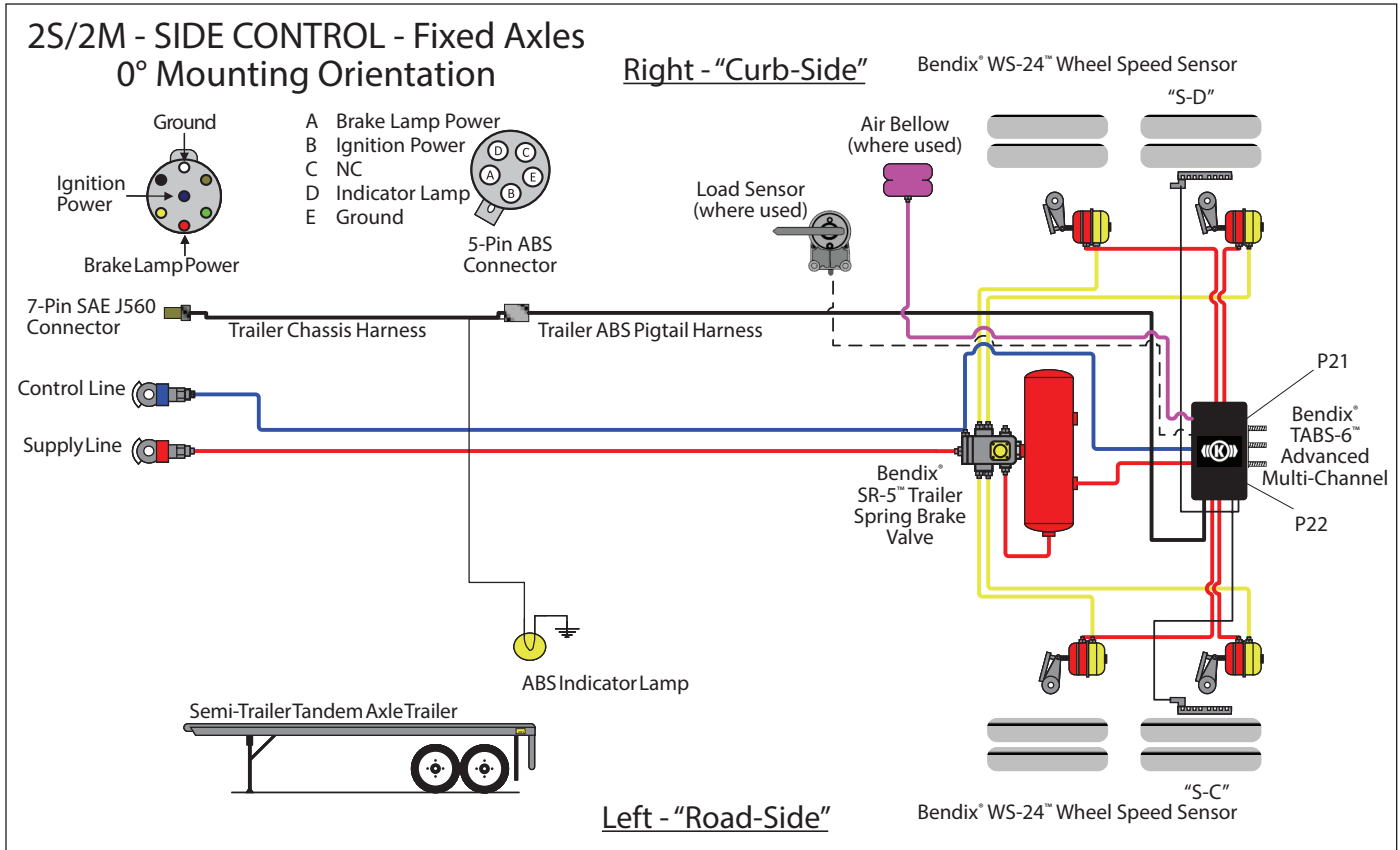 2S/2M - SIDE CONTROL - Fixed Axles
0° Mounting Orientation
Right - “Curb-Side”
Bendix® WS-24™ Wheel Speed Sensor
“S-D”
Ground
Ignition
Power
Brake Lamp Power
A Brake Lamp Power
B Ignition Power
C NC
D Indicator Lamp
E Ground
D
C
A
E
B
5-Pin ABS
Connector
Air Bellow
(where used)
Load Sensor
(where used)
7-Pin SAE J560
Connector
Trailer Chassis Harness
Trailer ABS Pigtail Harness
Control Line
Supply Line
P21
Bendix®
TABS-6™
Advanced
Multi-Channel
K
P22
Bendix®
SR-5™ Trailer
Spring Brake
Valve
ABS Indicator Lamp
Semi-Trailer Tandem Axle Trailer
“S-C”
Bendix® WS-24™ Wheel Speed Sensor
Left - “Road-Side”